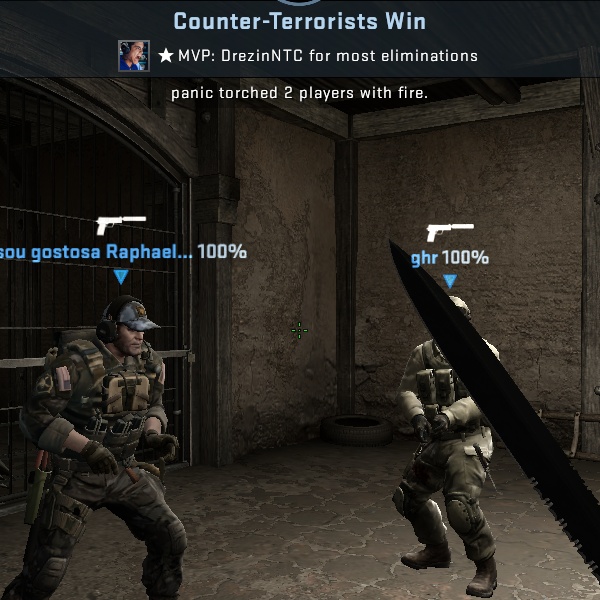 Counter-Terrorists Win
MVP: DrezinNTC for most eliminations
panic torched 2 players with fire.
sou gostosa Raphael... 100%
ghr 100%